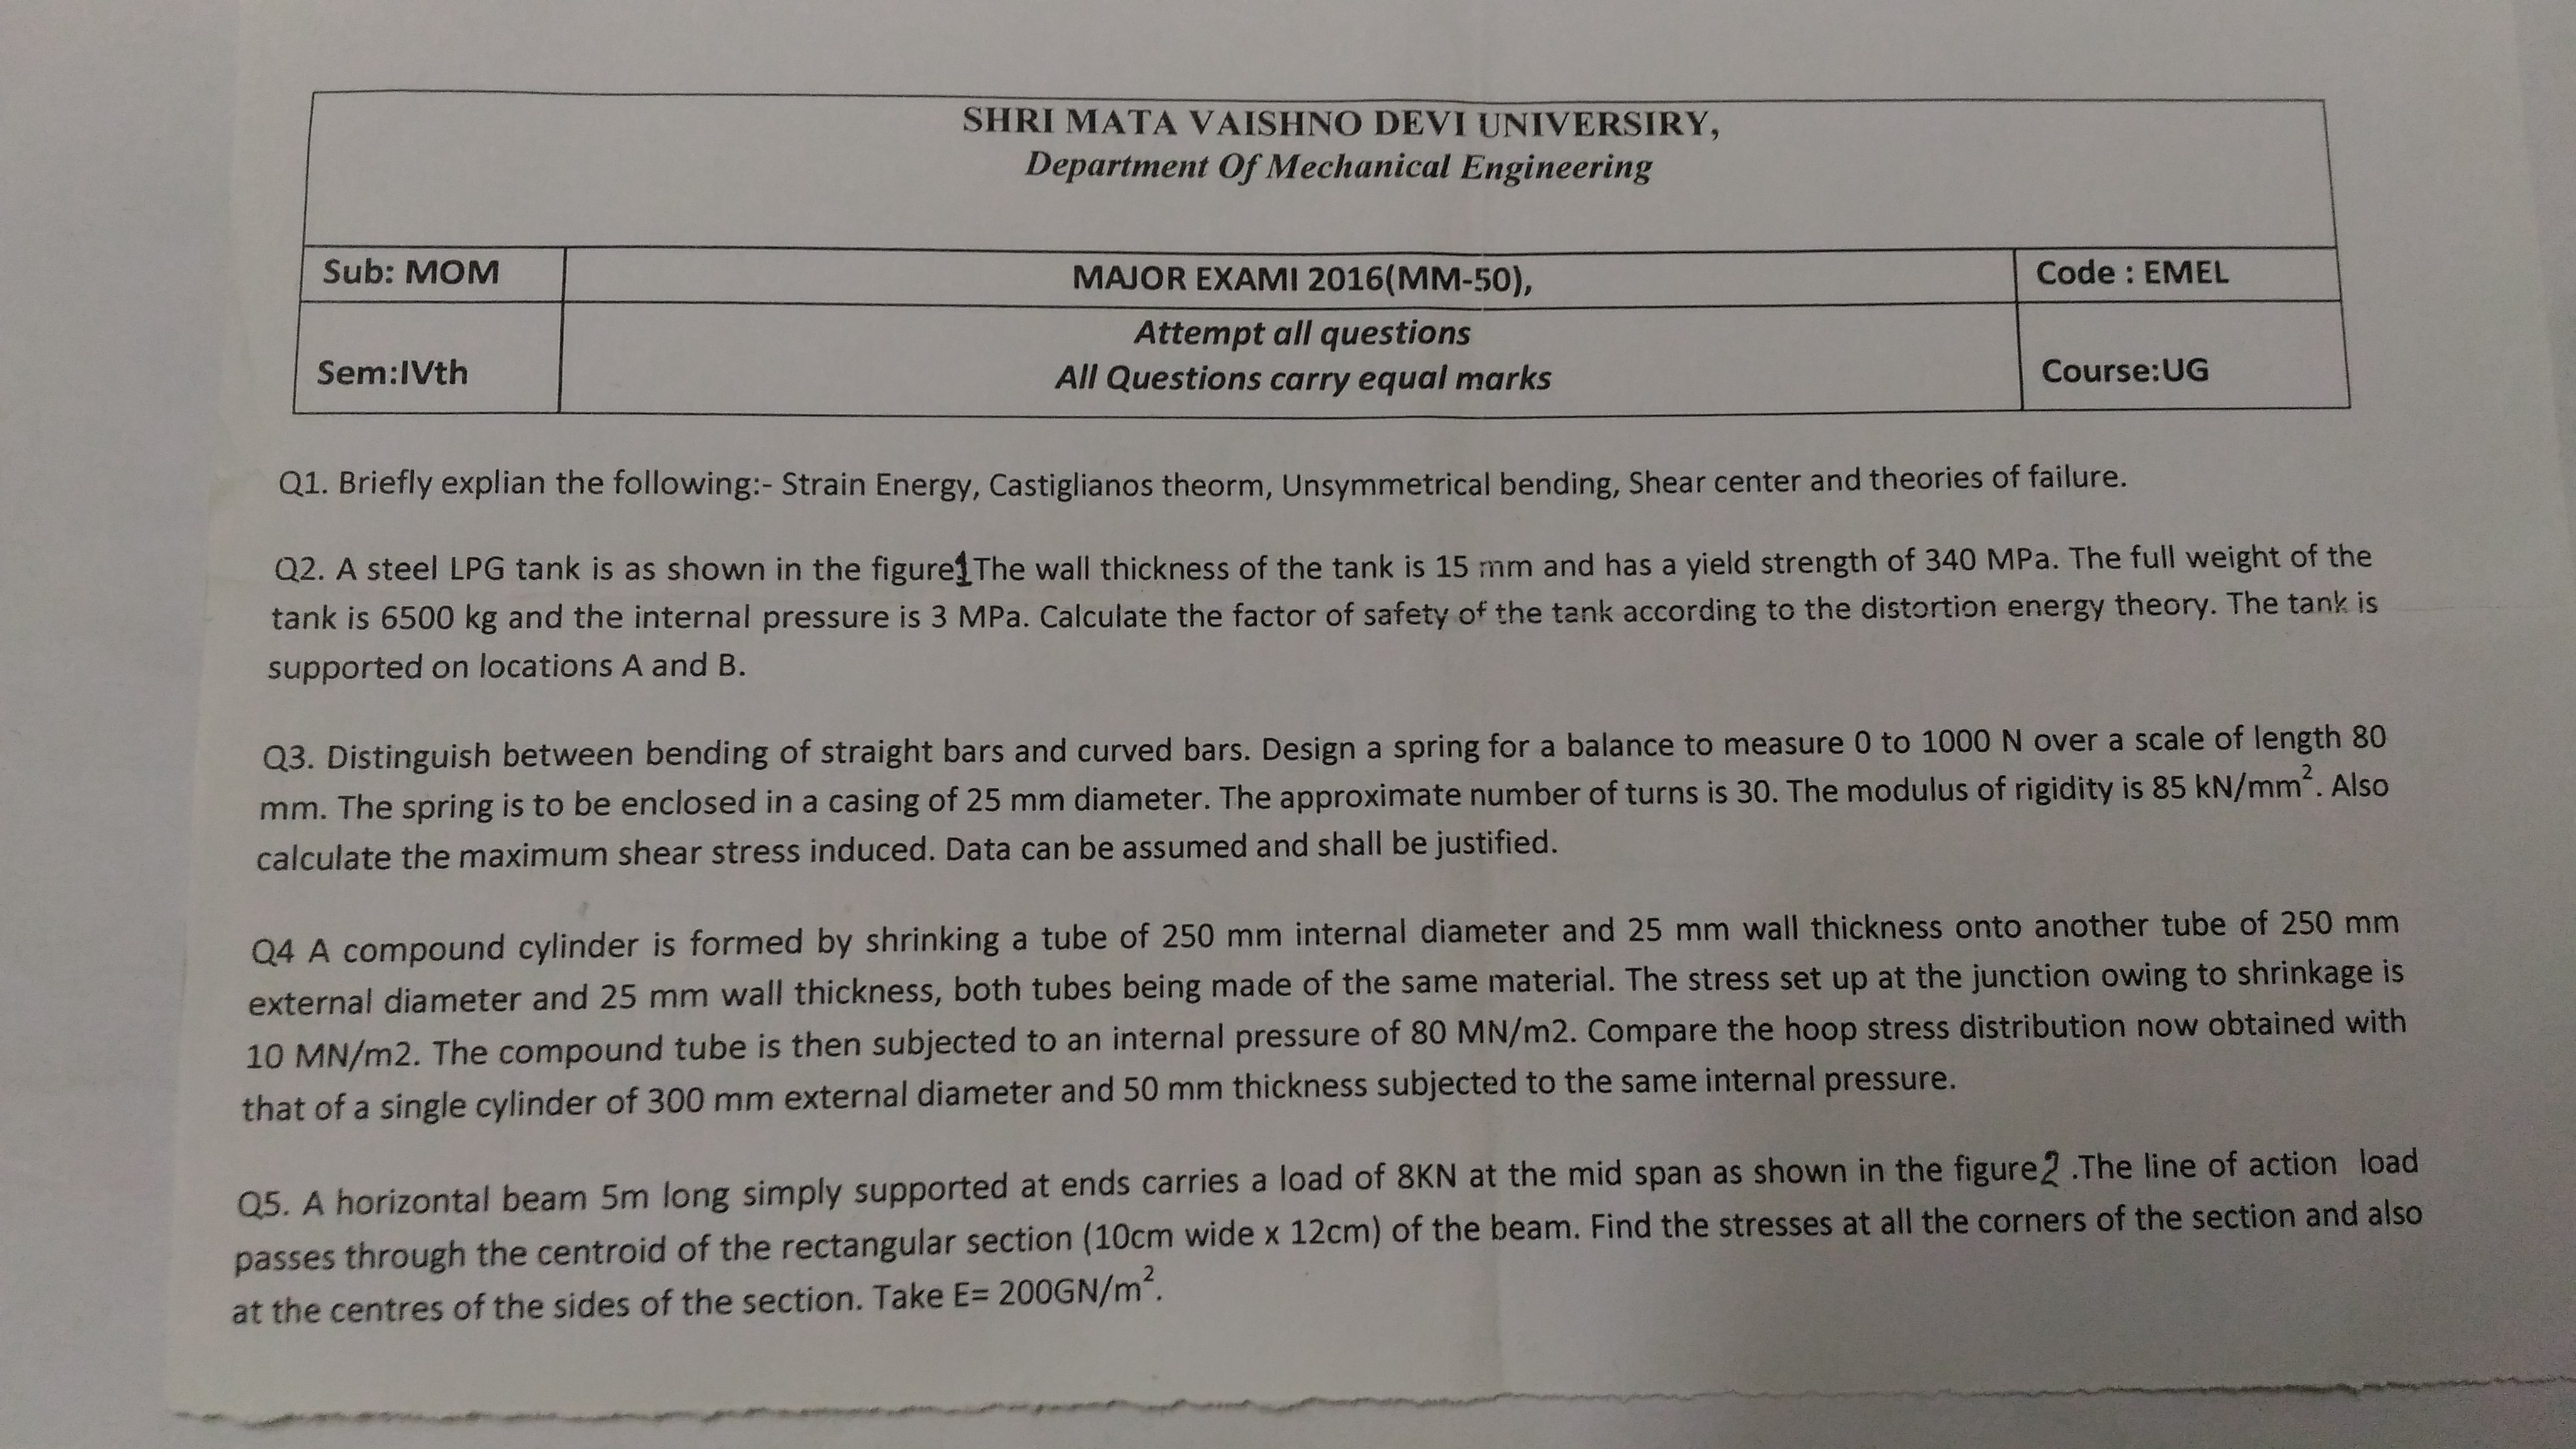 SHRI MATA VAISHNO DEVI UNIVERSIRY,
Department Of Mechanical Engineering
Sub: MOM
MAJOR EXAMI 2016(MM-50),
Code : EMEL
Attempt all questions
Sem:IVth
All Questions carry equal marks
Course:UG
Q1. Briefly explian the following:- Strain Energy, Castiglianos theorm, Unsymmetrical bending, Shear center and theories of failure.
Q2. A steel LPG tank is as shown in the figure1 The wall thickness of the tank is 15 mm and has a yield strength of 340 MPa. The full weight of the
tank is 6500 kg and the internal pressure is 3 MPa. Calculate the factor of safety of the tank according to the distortion energy theory. The tank is
supported on locations A and B.
Q3. Distinguish between bending of straight bars and curved bars. Design a spring for a balance to measure 0 to 1000 N over a scale of length 80
mm. The spring is to be enclosed in a casing of 25 mm diameter. The approximate number of turns is 30. The modulus of rigidity is 85 kN/mm². Also
calculate the maximum shear stress induced. Data can be assumed and shall be justified.
Q4 A compound cylinder is formed by shrinking a tube of 250 mm internal diameter and 25 mm wall thickness onto another tube of 250 mm
external diameter and 25 mm wall thickness, both tubes being made of the same material. The stress set up at the junction owing to shrinkage is
10 MN/m2. The compound tube is then subjected to an internal pressure of 80 MN/m2. Compare the hoop stress distribution now obtained with
that of a single cylinder of 300 mm external diameter and 50 mm thickness subjected to the same internal pressure.
Q5. A horizontal beam 5m long simply supported at ends carries a load of 8KN at the mid span as shown in the figure2 .The line of action load
passes through the centroid of the rectangular section (10cm wide x 12cm) of the beam. Find the stresses at all the corners of the section and also
at the centres of the sides of the section. Take E= 200GN/m².